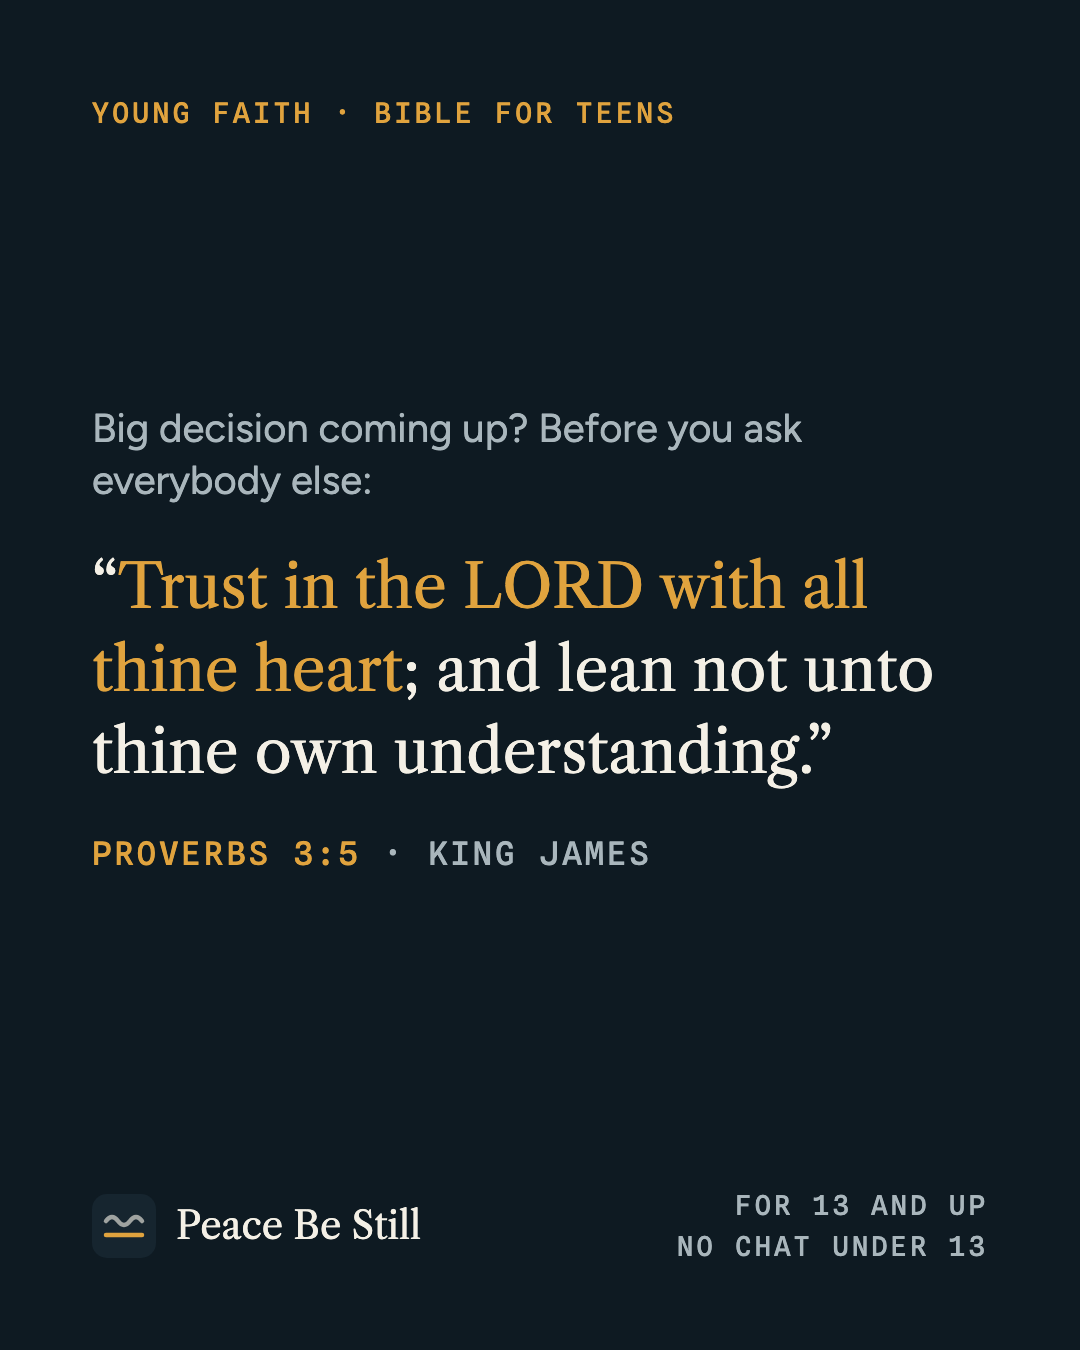 YOUNG FAITH · BIBLE FOR TEENS
Big decision coming up? Before you ask
everybody else:
“Trust in the LORD with all
thine heart; and lean not unto
thine own understanding.”
PROVERBS 3:5 · KING JAMES
Peace Be Still
FOR 13 AND UP
NO CHAT UNDER 13